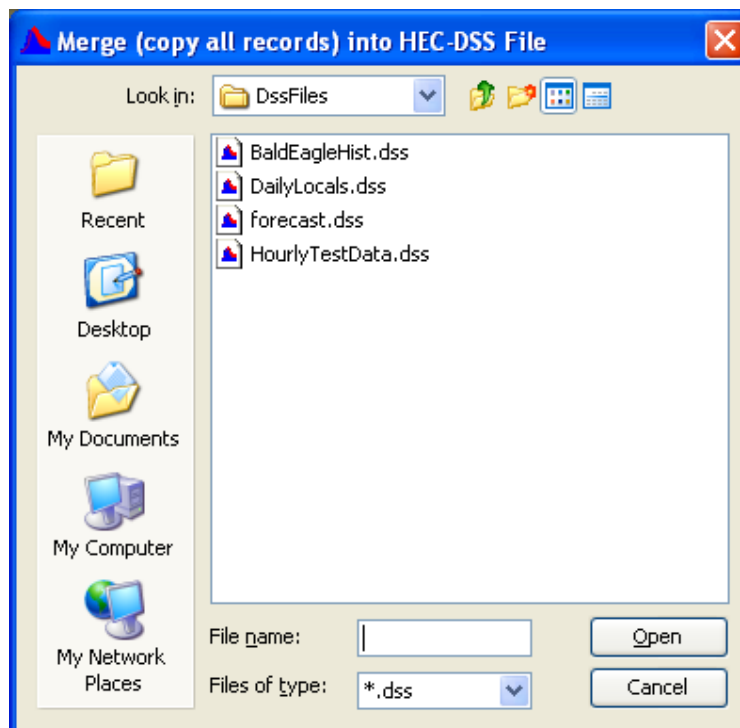 Merge (copy all records) into HEC-DSS File
Look in: DssFiles
BaldEagleHist.dss
DailyLocals.dss
forecast.dss
HourlyTestData.dss
Recent
Desktop
My Documents
My Computer
My Network
Places
File name:
Open
Files of type: *.dss
Cancel